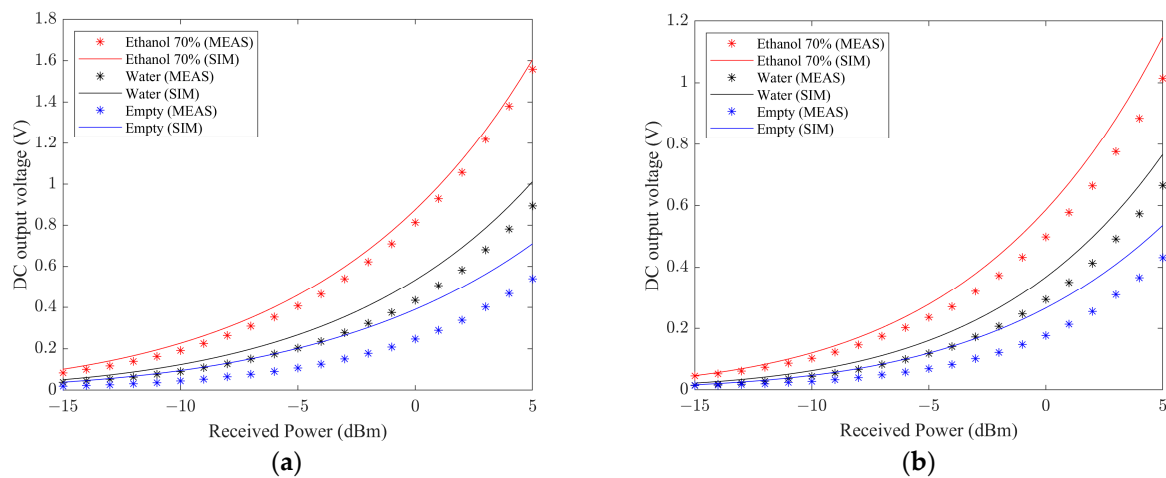 1.8
1.6
1.4
1.2
1
0.8
0.6
0.4
0.2
0
DC output voltage (V)
Ethanol 70% (MEAS)
Ethanol 70% (SIM)
Water (MEAS)
Water (SIM)
Empty (MEAS)
Empty (SIM)
−15
−10
−5
0
5
Received Power (dBm)
(a)
1.2
1
0.8
0.6
0.4
0.2
0
DC output voltage (V)
Ethanol 70% (MEAS)
Ethanol 70% (SIM)
Water (MEAS)
Water (SIM)
Empty (MEAS)
Empty (SIM)
−15
−10
−5
0
5
Received Power (dBm)
(b)